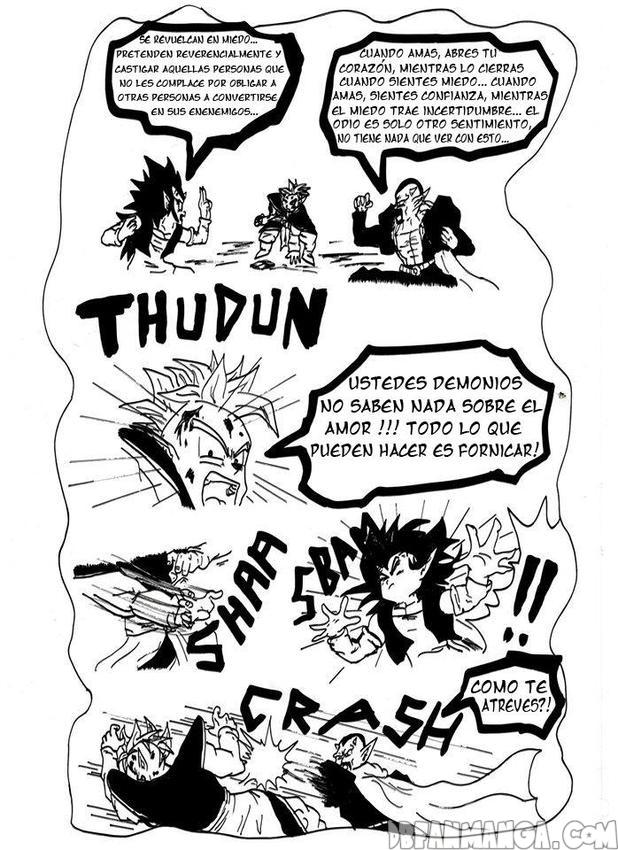 SE REVUELCAN EN MIEDO...
PRETENDEN REVERENCIALMENTE Y
CASTIGAR AQUELLAS PERSONAS QUE
NO LES COMPLACE POR OBLIGAR A
OTRAS PERSONAS A CONVERTIRSE
EN SUS ENENEMIGOS...
CUANDO AMAS, ABRES TU
CORAZÓN, MIENTRAS LO CIERRAS
CUANDO SIENTES MIEDO... CUANDO
AMAS, SIENTES CONFIANZA, MIENTRAS
EL MIEDO TRAE INCERTIDUMBRE... EL
ODIO ES SOLO OTRO SENTIMIENTO,
NO TIENE NADA QUE VER CON ESTO...
THUDUN
USTEDES DEMONIOS
NO SABEN NADA SOBRE EL
AMOR !!! TODO LO QUE
PUEDEN HACER ES FORNICAR!
SHAA
SBAM
!!
CRASH
COMO TE
ATREVES?!
DBFANMANGA.COM